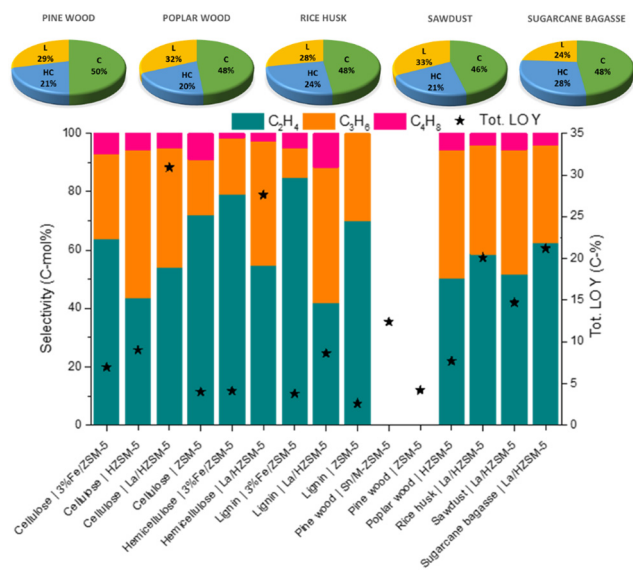 PINE WOOD
POPLAR WOOD
RICE HUSK
SAWDUST
SUGARCANE BAGASSE
L
29%
C
50%
HC
21%
L
32%
C
48%
HC
20%
L
28%
C
48%
HC
24%
L
33%
C
46%
HC
21%
L
24%
C
48%
HC
28%
C₂H₄ C₃H₆ C₄H₈ ★ Tot. LOY
Selectivity (C-mol%)
100
80
60
40
20
0
35
30
25
20
15
10
5
0
Tot. LOY (C-%)
Cellulose | 3%Fe/ZSM-5
Cellulose | HZSM-5
Cellulose | La/HZSM-5
Cellulose | ZSM-5
Hemicellulose | 3%Fe/ZSM-5
Hemicellulose | La/HZSM-5
Lignin | 3%Fe/ZSM-5
Lignin | La/HZSM-5
Lignin | ZSM-5
Pine wood | Sn/M-ZSM-5
Pine wood | ZSM-5
Poplar wood | HZSM-5
Rice husk | La/HZSM-5
Sawdust | La/HZSM-5
Sugarcane bagasse | La/HZSM-5